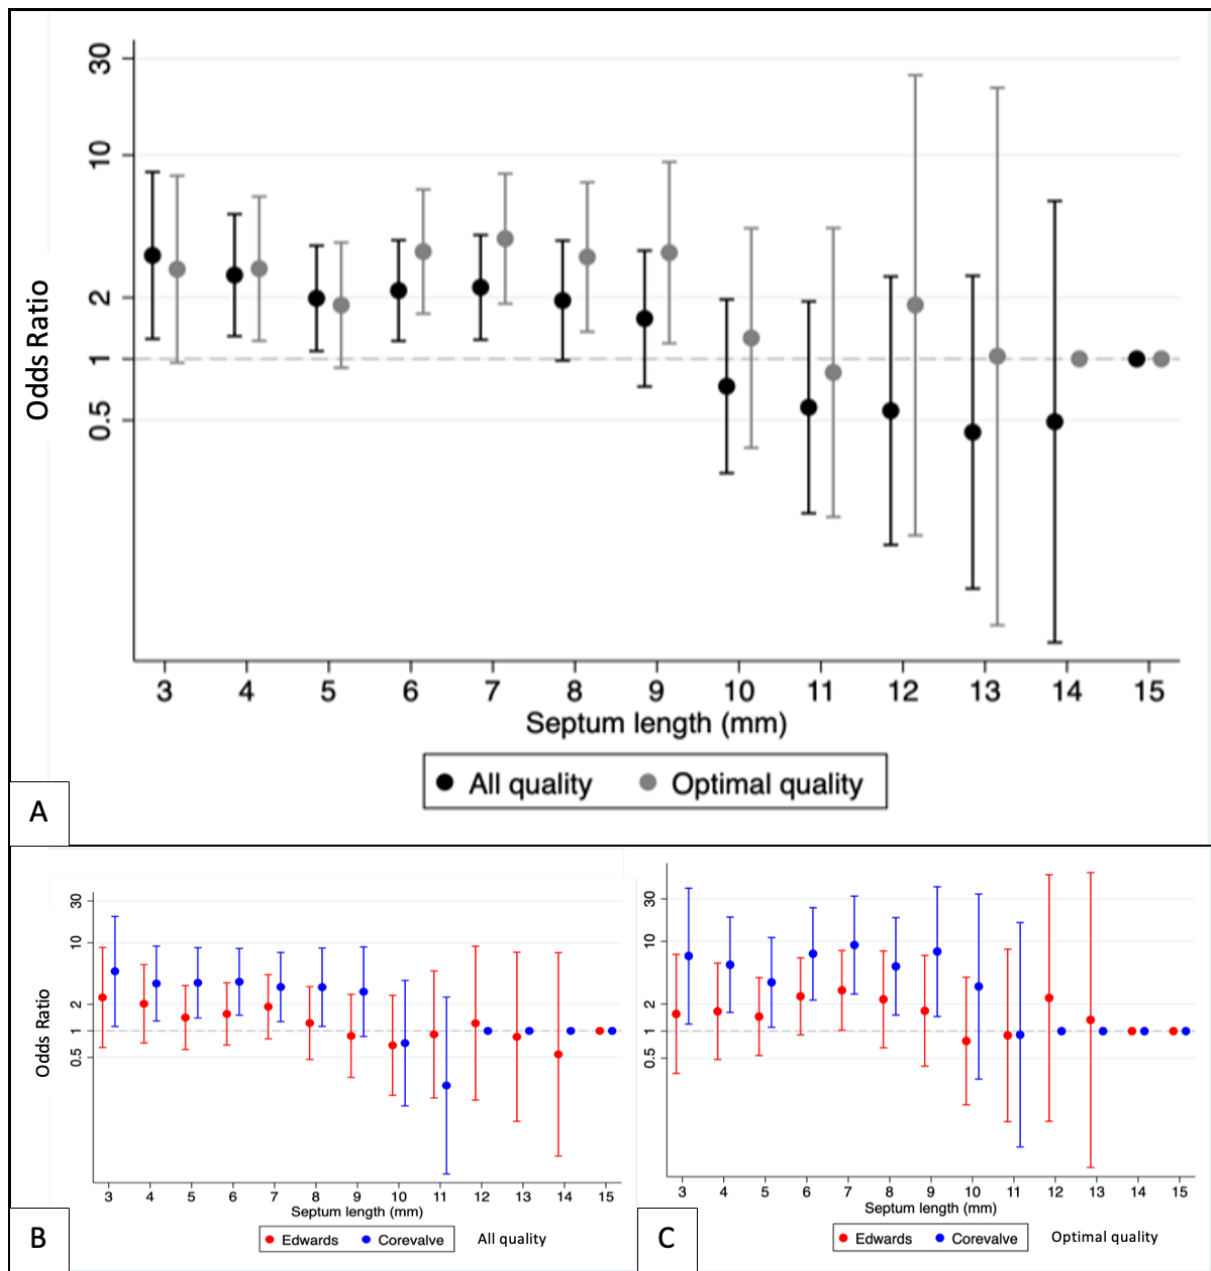 30
10
2
1
0.5
Odds Ratio
3 4 5 6 7 8 9 10 11 12 13 14 15
Septum length (mm)
All quality Optimal quality
A
30
10
2
1
0.5
Odds Ratio
3 4 5 6 7 8 9 10 11 12 13 14 15
Septum length (mm)
Edwards Corevalve All quality
B
30
10
2
1
0.5
3 4 5 6 7 8 9 10 11 12 13 14 15
Septum length (mm)
Edwards Corevalve Optimal quality
C